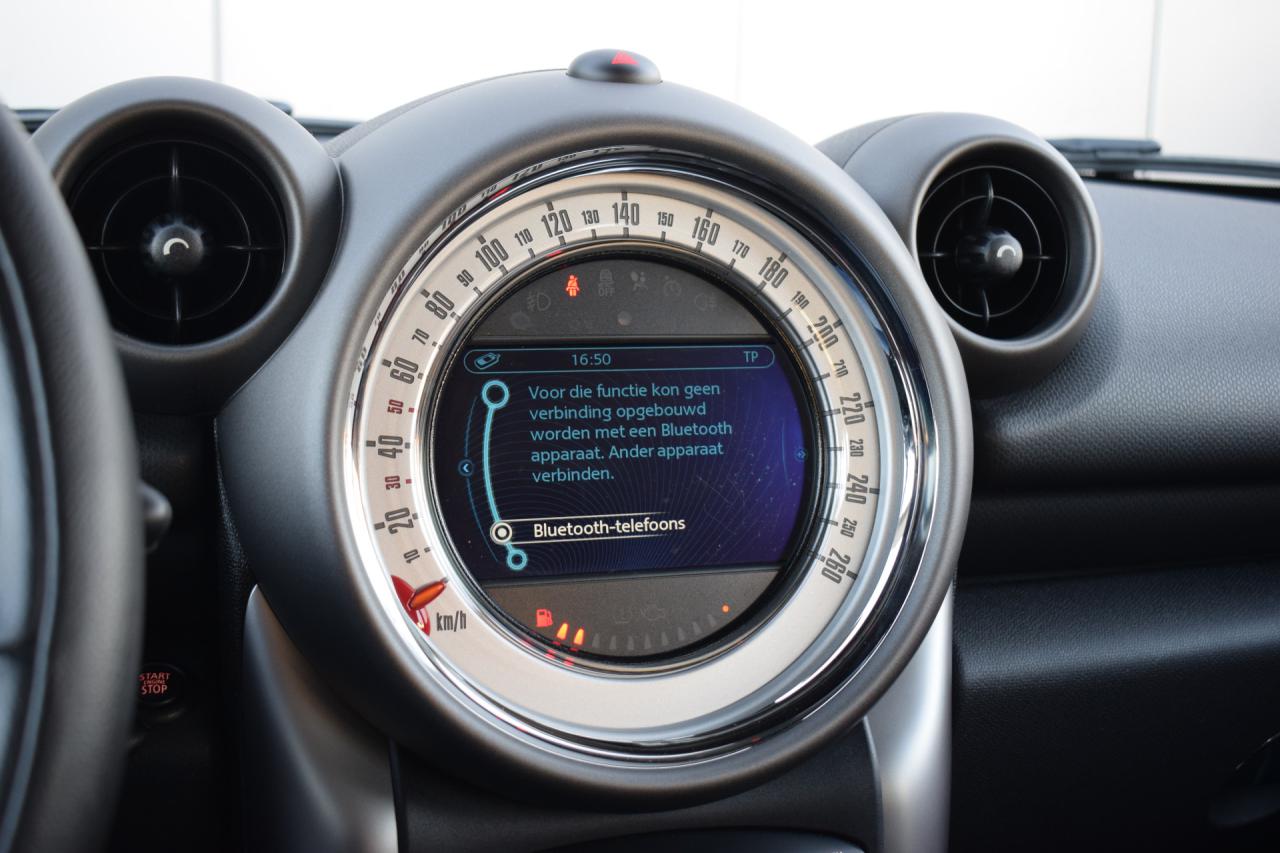 10 20 30 40 50 60 70 80 90 100 110 120 130 140 150 160 170 180 190 200 210 220 230 240 250 260
km/h
OFF
16:50 TP
Voor die functie kon geen
verbinding opgebouwd
worden met een Bluetooth
apparaat. Ander apparaat
verbinden.
Bluetooth-telefoons
START
ENGINE
STOP